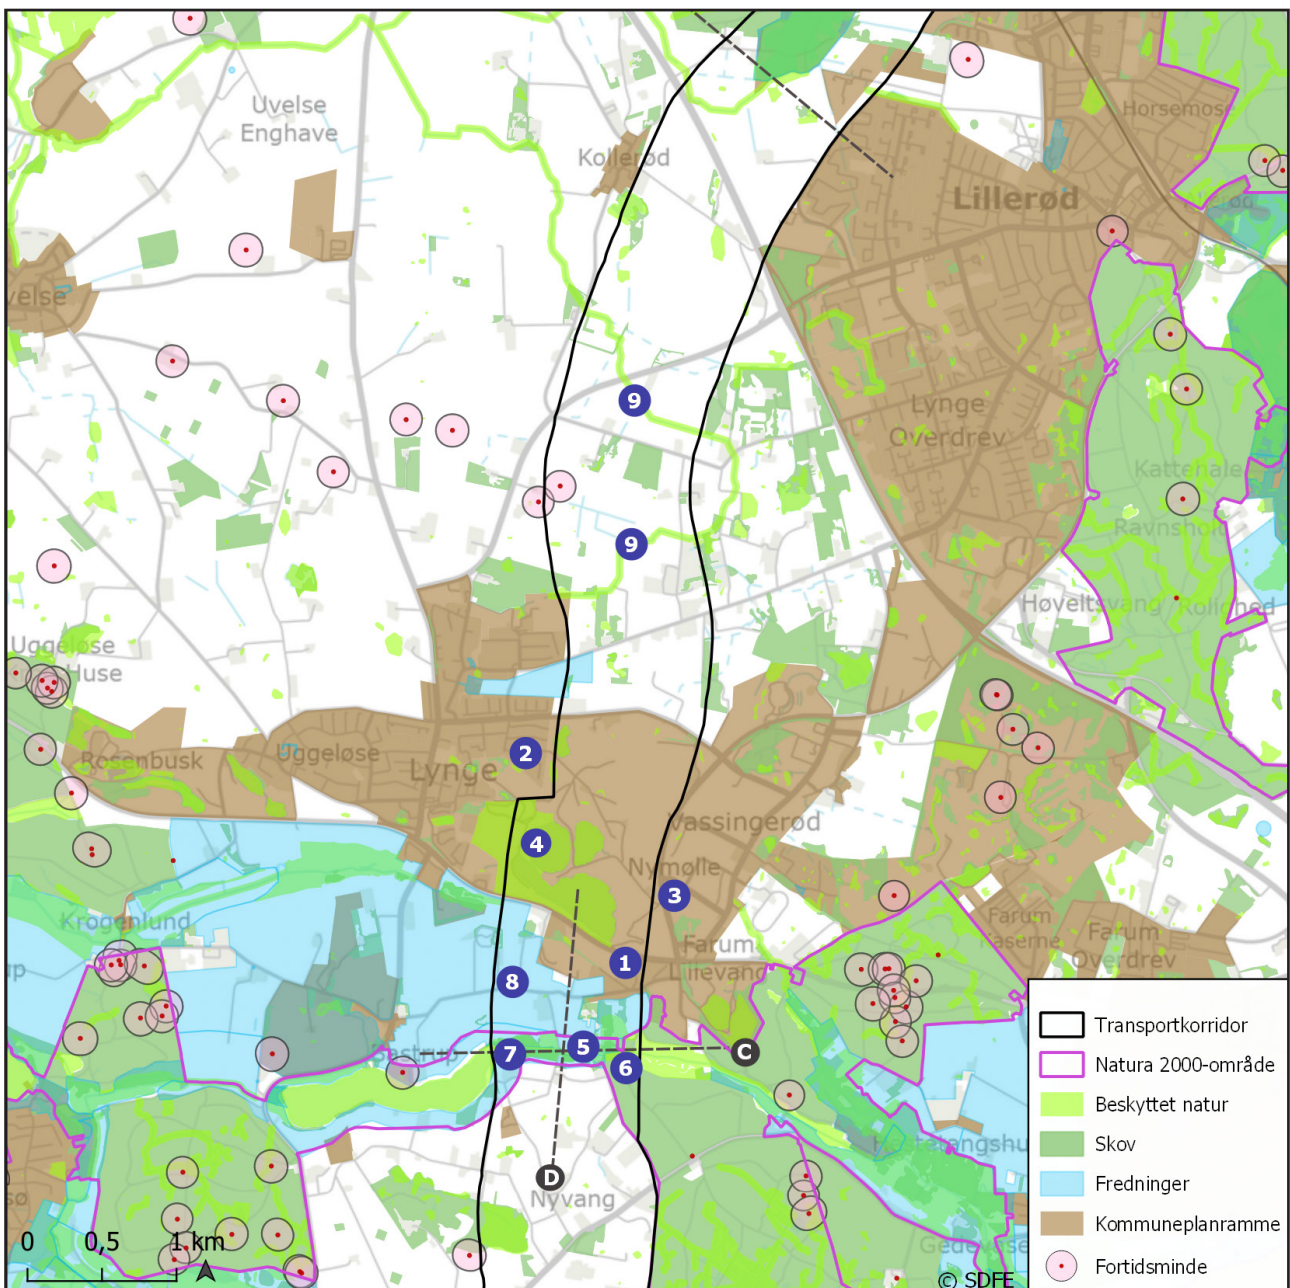 Uvelse
Enghave
Kollerød
Horsemose
Lillerød
Lynge
Overdrev
Kattehale
Ravnsholt
9
9
Høveltsvang
Uggeløse
Huse
Rosenbusk
Uggeløse
Lynge
2
Vassingerød
4
Nymølle
3
Krogenlund
Farum
Kaserne
Farum
Overdrev
Farum
Lillevang
1
8
Bastrup
7
5
6
C
D
Nyvang
0
0,5
1 km
Transportkorridor
Natura 2000-område
Beskyttet natur
Skov
Fredninger
Kommuneplanramme
Fortidsminde
© SDFE